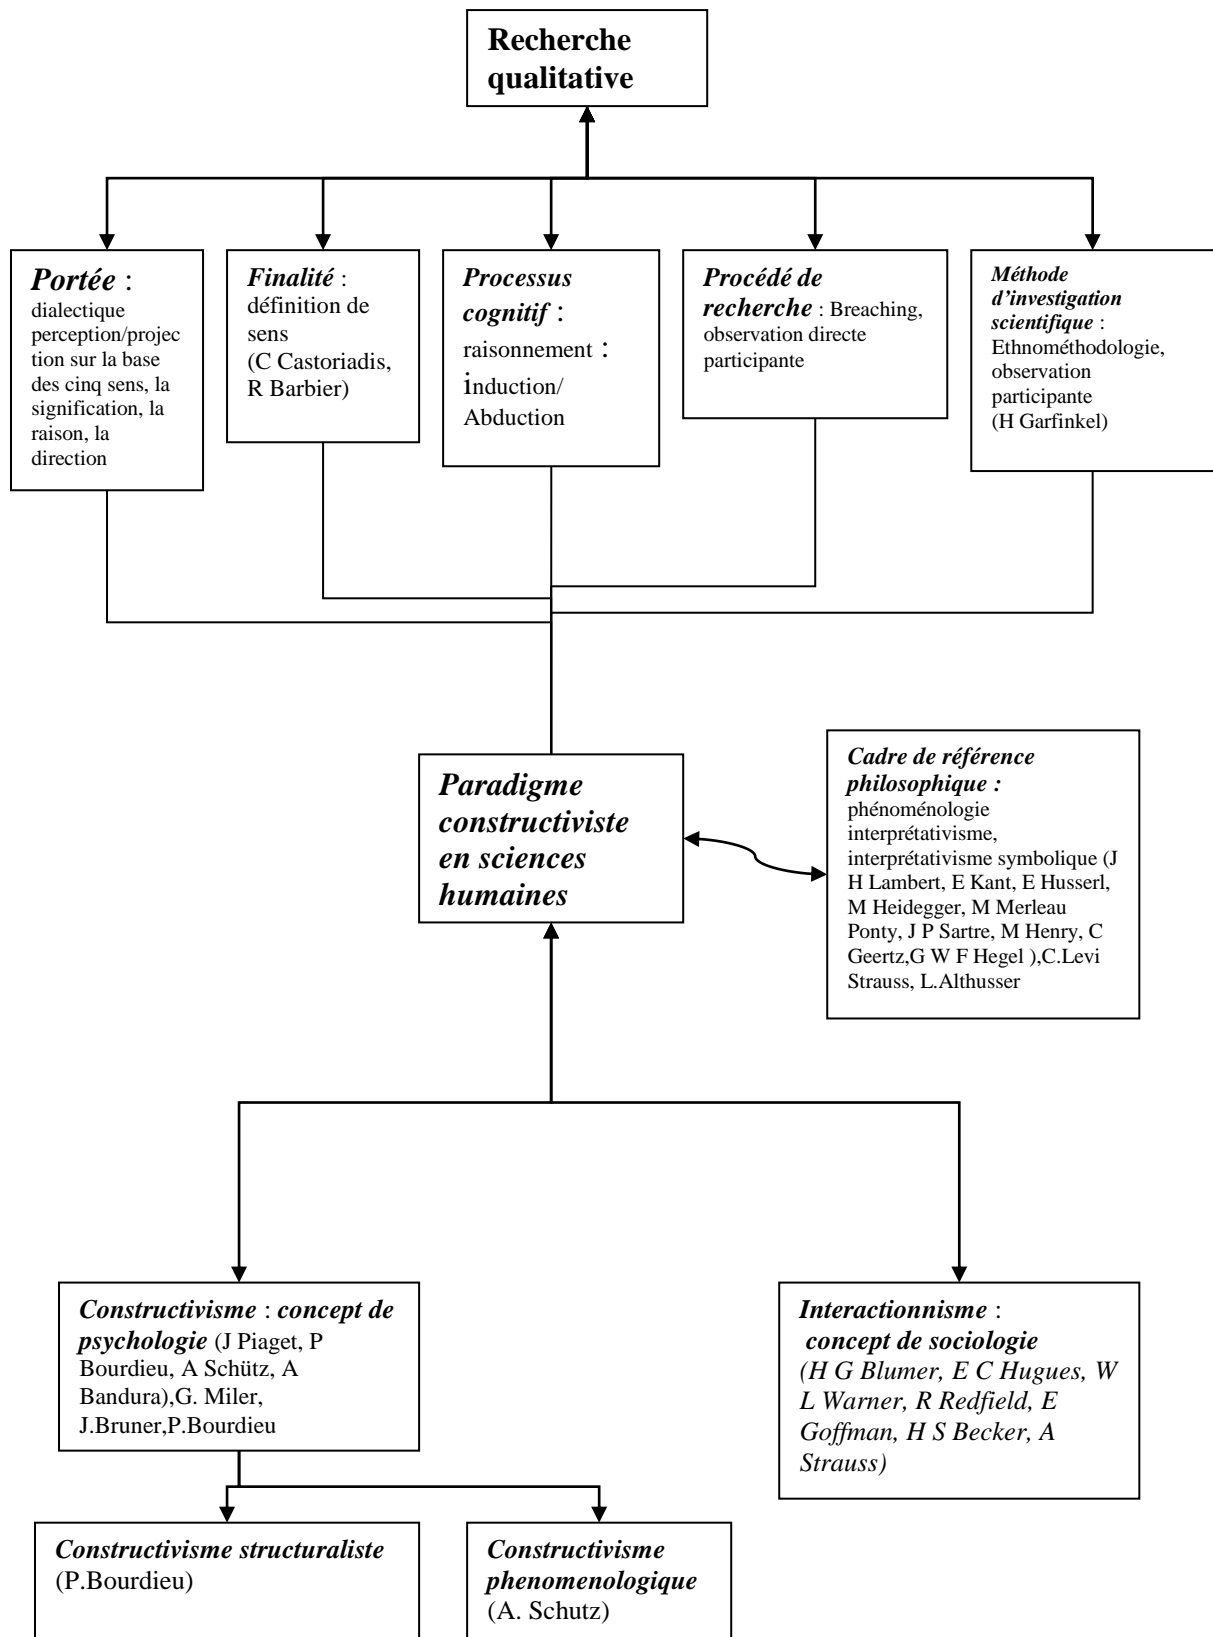 Recherche
qualitative
Portée :
dialectique
perception/projec
tion sur la base
des cinq sens, la
signification, la
raison, la
direction
Finalité :
définition de
sens
(C Castoriadis,
R Barbier)
Processus
cognitif :
raisonnement :
induction/
Abduction
Procédé de
recherche : Breaching,
observation directe
participante
Méthode
d’investigation
scientifique :
Ethnométhodologie,
observation
participante
(H Garfinkel)
Paradigme
constructiviste
en sciences
humaines
Cadre de référence
philosophique :
phénoménologie
interprétativisme,
interprétativisme symbolique (J
H Lambert, E Kant, E Husserl,
M Heidegger, M Merleau
Ponty, J P Sartre, M Henry, C
Geertz,G W F Hegel ),C.Levi
Strauss, L.Althusser
Constructivisme : concept de
psychologie (J Piaget, P
Bourdieu, A Schütz, A
Bandura),G. Miler,
J.Bruner,P.Bourdieu
Interactionnisme :
concept de sociologie
(H G Blumer, E C Hugues, W
L Warner, R Redfield, E
Goffman, H S Becker, A
Strauss)
Constructivisme structuraliste
(P.Bourdieu)
Constructivisme
phenomenologique
(A. Schutz)